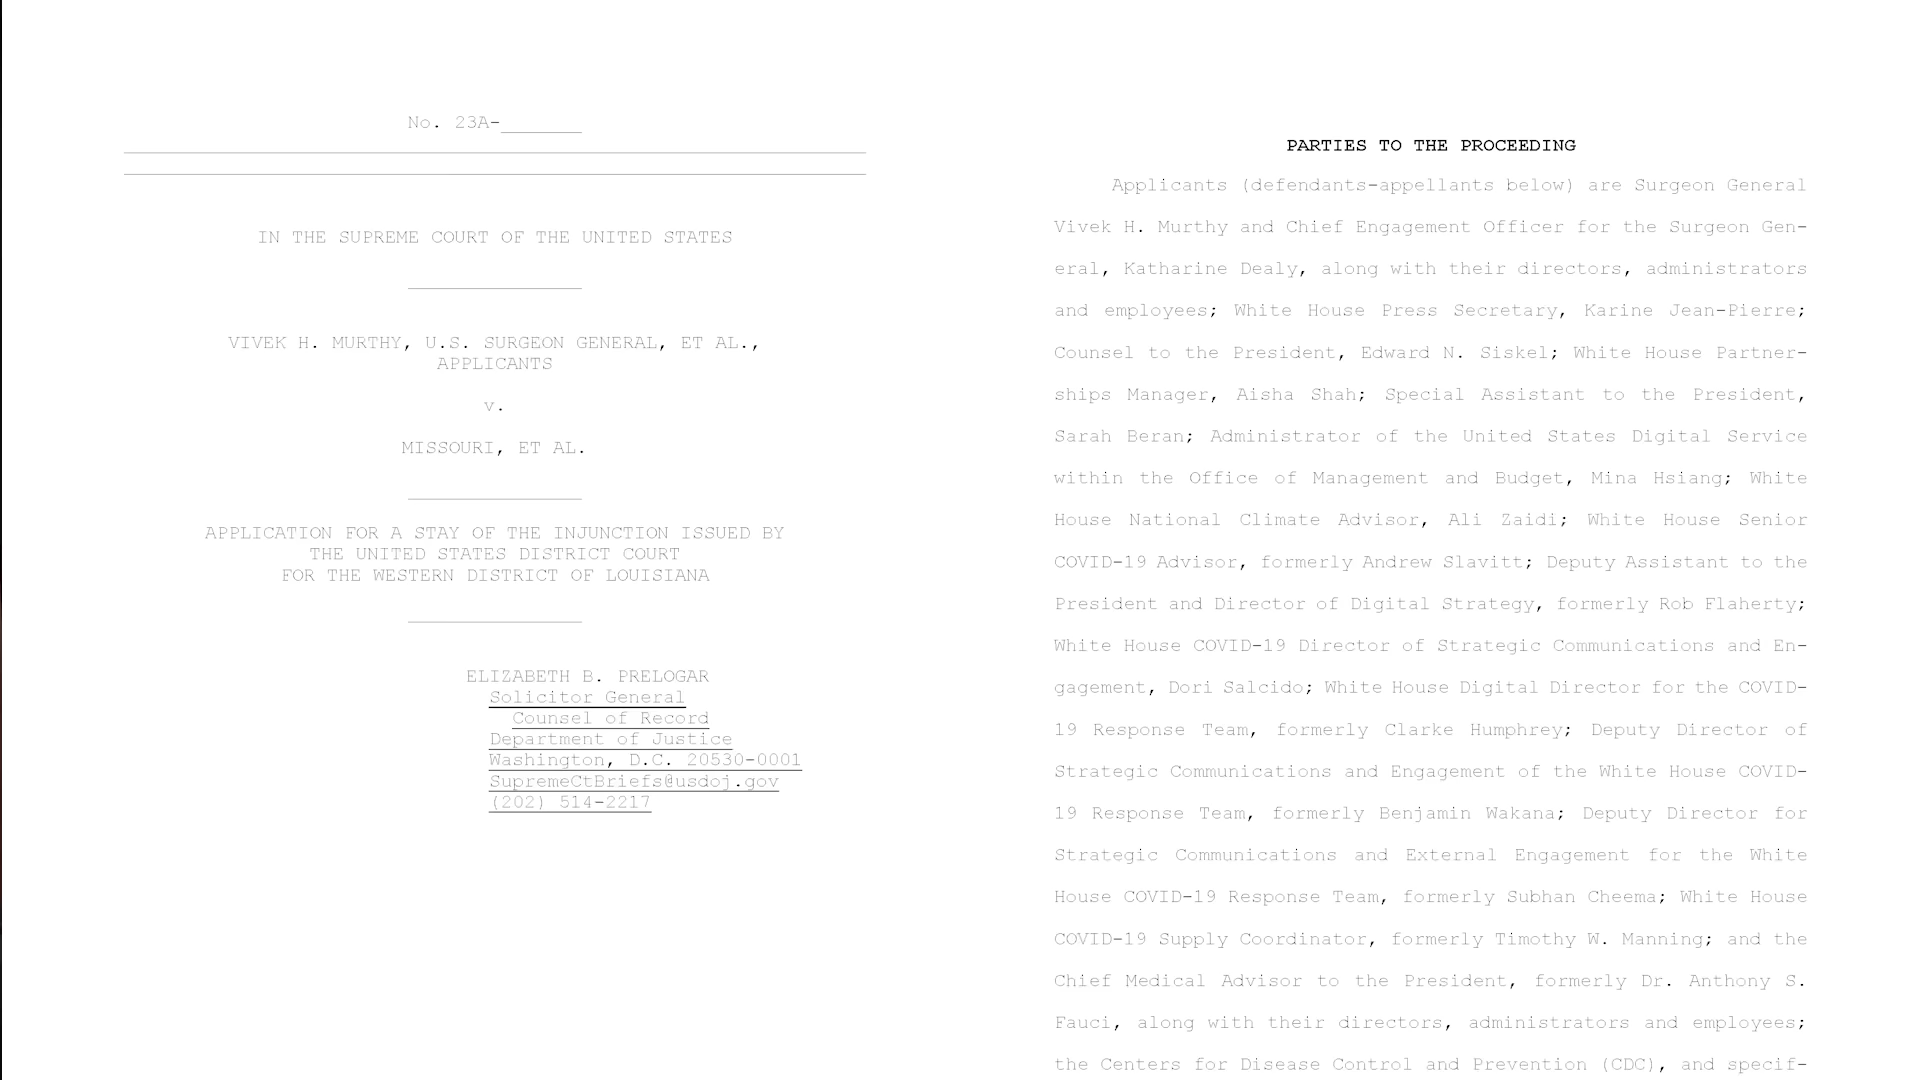 No. 23A-_______
IN THE SUPREME COURT OF THE UNITED STATES
VIVEK H. MURTHY, U.S. SURGEON GENERAL, ET AL.,
APPLICANTS
v.
MISSOURI, ET AL.
APPLICATION FOR A STAY OF THE INJUNCTION ISSUED BY
THE UNITED STATES DISTRICT COURT
FOR THE WESTERN DISTRICT OF LOUISIANA
ELIZABETH B. PRELOGAR
Solicitor General
Counsel of Record
Department of Justice
Washington, D.C. 20530-0001
SupremeCtBriefs@usdoj.gov
(202) 514-2217
PARTIES TO THE PROCEEDING
Applicants (defendants-appellants below) are Surgeon General
Vivek H. Murthy and Chief Engagement Officer for the Surgeon Gen-
eral, Katharine Dealy, along with their directors, administrators
and employees; White House Press Secretary, Karine Jean-Pierre;
Counsel to the President, Edward N. Siskel; White House Partner-
ships Manager, Aisha Shah; Special Assistant to the President,
Sarah Beran; Administrator of the United States Digital Service
within the Office of Management and Budget, Mina Hsiang; White
House National Climate Advisor, Ali Zaidi; White House Senior
COVID-19 Advisor, formerly Andrew Slavitt; Deputy Assistant to the
President and Director of Digital Strategy, formerly Rob Flaherty;
White House COVID-19 Director of Strategic Communications and En-
gagement, Dori Salcido; White House Digital Director for the COVID-
19 Response Team, formerly Clarke Humphrey; Deputy Director of
Strategic Communications and Engagement of the White House COVID-
19 Response Team, formerly Benjamin Wakana; Deputy Director for
Strategic Communications and External Engagement for the White
House COVID-19 Response Team, formerly Subhan Cheema; White House
COVID-19 Supply Coordinator, formerly Timothy W. Manning; and the
Chief Medical Advisor to the President, formerly Dr. Anthony S.
Fauci, along with their directors, administrators and employees;
the Centers for Disease Control and Prevention (CDC), and specif-